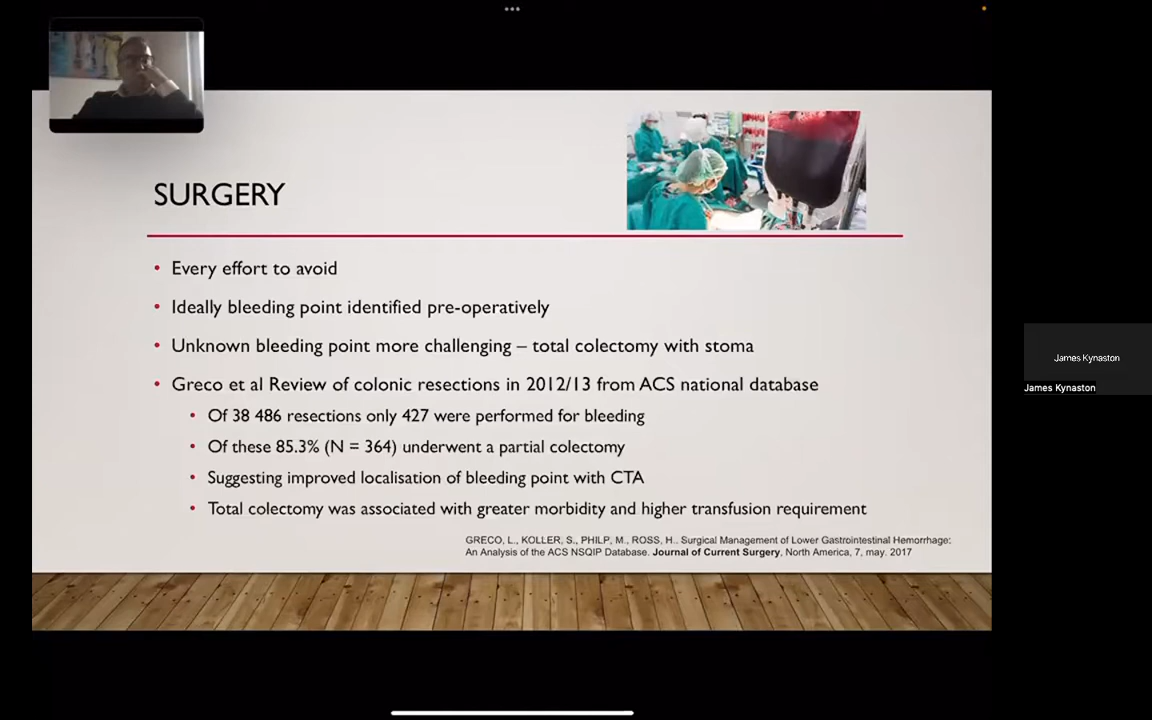 SURGERY
• Every effort to avoid
• Ideally bleeding point identified pre-operatively
• Unknown bleeding point more challenging – total colectomy with stoma
• Greco et al Review of colonic resections in 2012/13 from ACS national database
• Of 38 486 resections only 427 were performed for bleeding
• Of these 85.3% (N = 364) underwent a partial colectomy
• Suggesting improved localisation of bleeding point with CTA
• Total colectomy was associated with greater morbidity and higher transfusion requirement
GRECO, L., KOLLER, S., PHILP, M., ROSS, H.. Surgical Management of Lower Gastrointestinal Hemorrhage:
An Analysis of the ACS NSQIP Database. Journal of Current Surgery, North America, 7, may. 2017
James Kynaston
James Kynaston